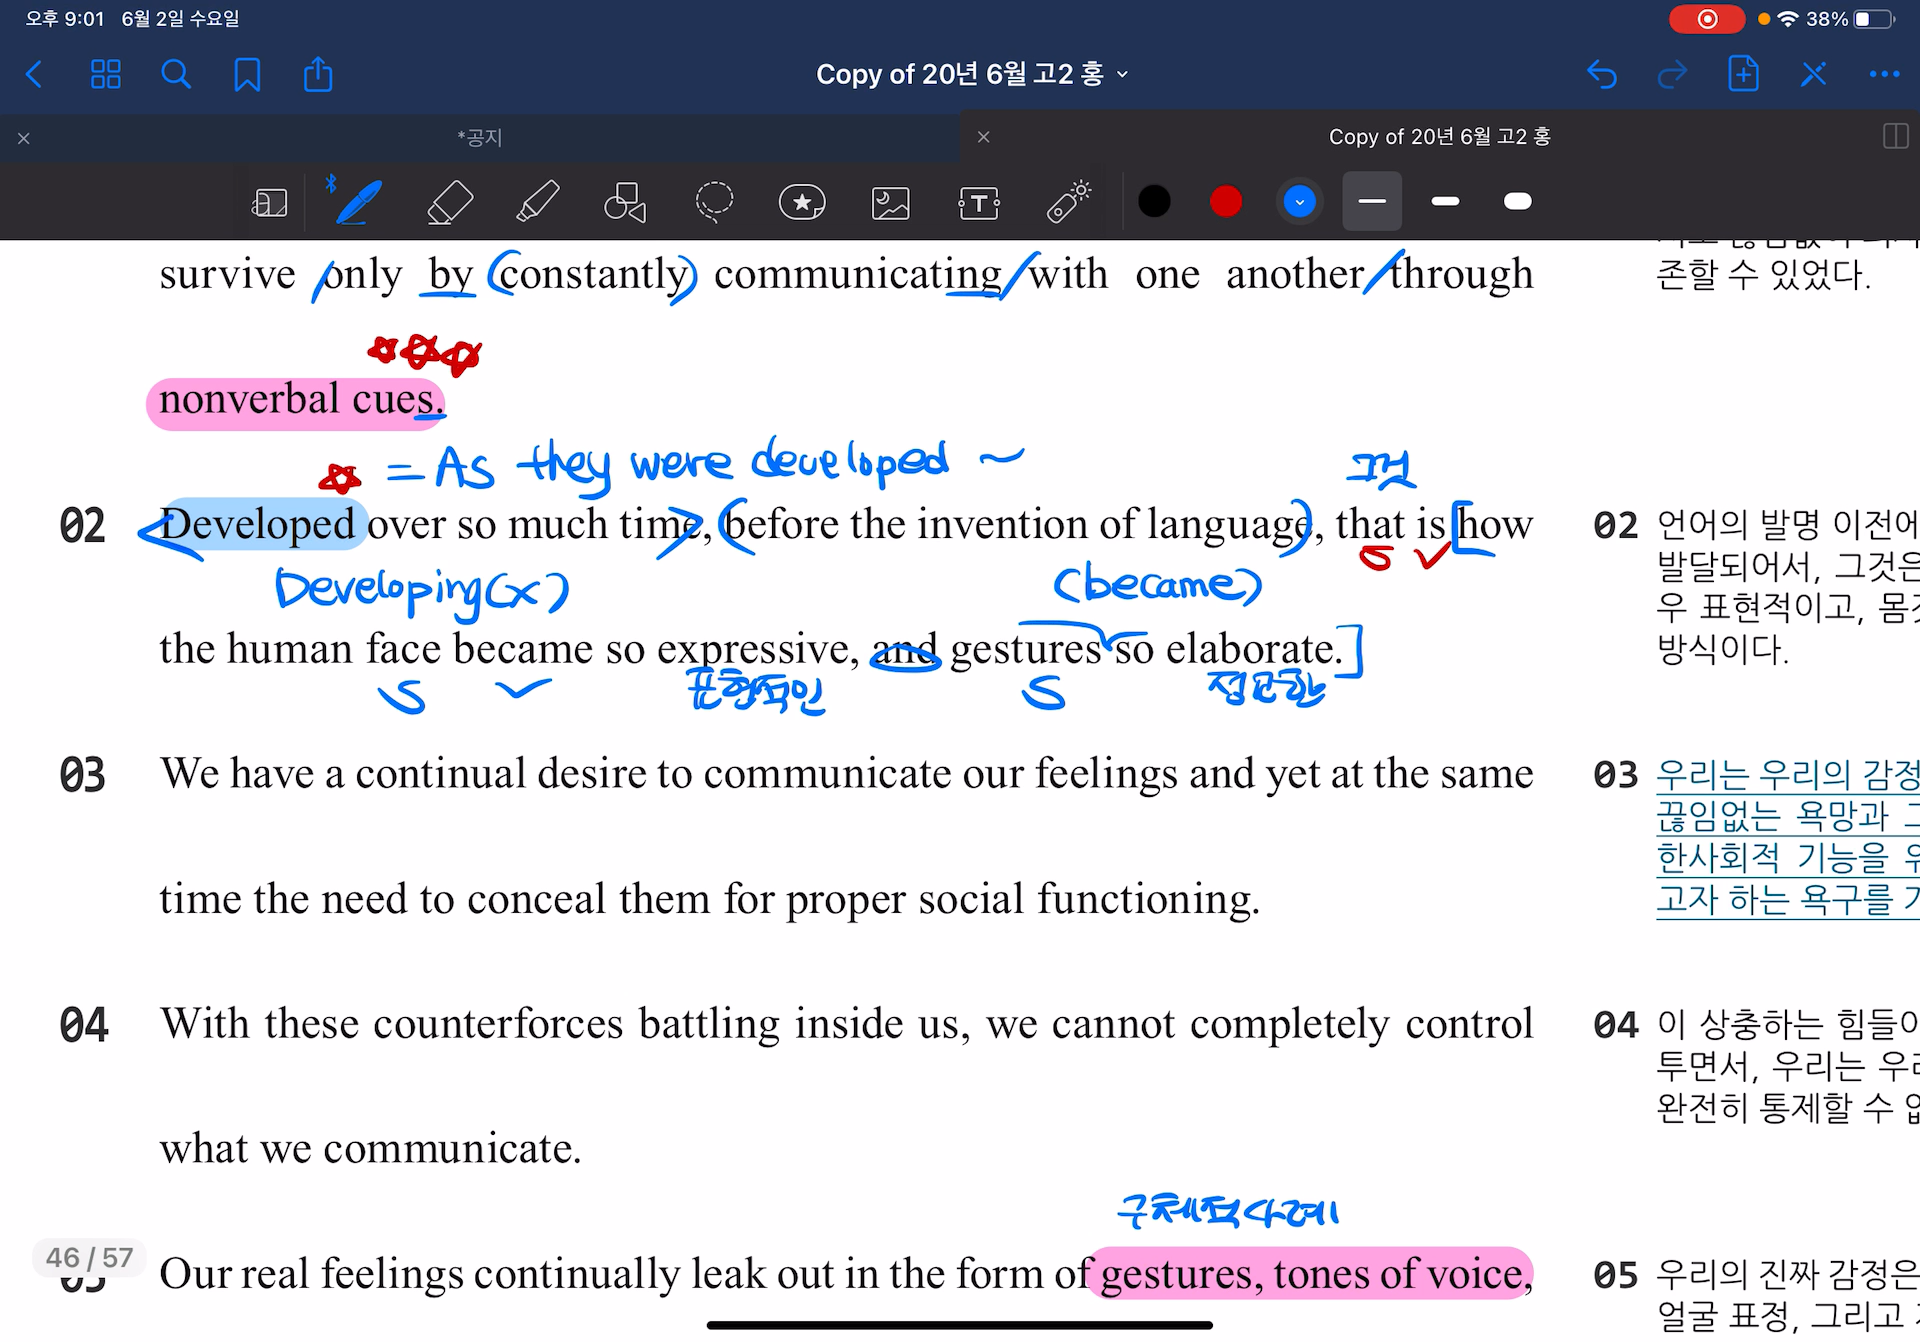 오후 9:01 6월 2일 수요일
38%
Copy of 20년 6월 고2 홍
*공지
Copy of 20년 6월 고2 홍
survive only by (constantly) communicating with one another through
존할 수 있었다.
nonverbal cues.
= As they were developed ~
그것
02 Developed over so much time, (before the invention of language), that is [how
02 언어의 발명 이전에
S
발달되어서, 그것은
Developing(x)
(became)
우 표현적이고, 몸짓
the human face became so expressive, and gestures so elaborate.]
방식이다.
S
표현적인
S
정교한
03 We have a continual desire to communicate our feelings and yet at the same
03 우리는 우리의 감정
끊임없는 욕망과
한사회적 기능을
time the need to conceal them for proper social functioning.
고자 하는 욕구를
04 With these counterforces battling inside us, we cannot completely control
04 이 상충하는 힘들이
투면서, 우리는 우리
완전히 통제할 수
what we communicate.
구체적 사례
46 / 57
Our real feelings continually leak out in the form of gestures, tones of voice,
05 우리의 진짜 감정은
얼굴 표정, 그리고